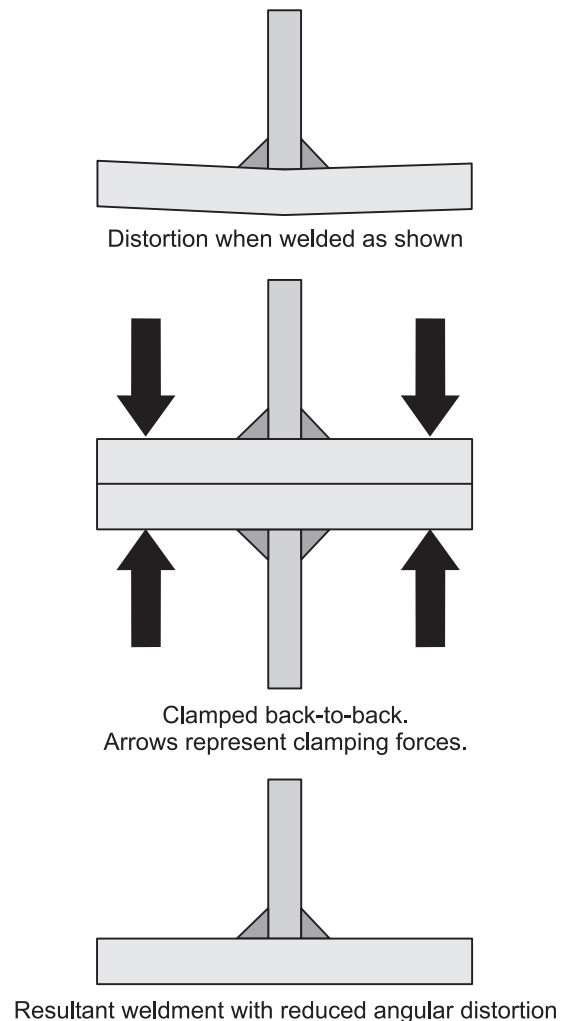 Distortion when welded as shown
Clamped back-to-back.
Arrows represent clamping forces.
Resultant weldment with reduced angular distortion